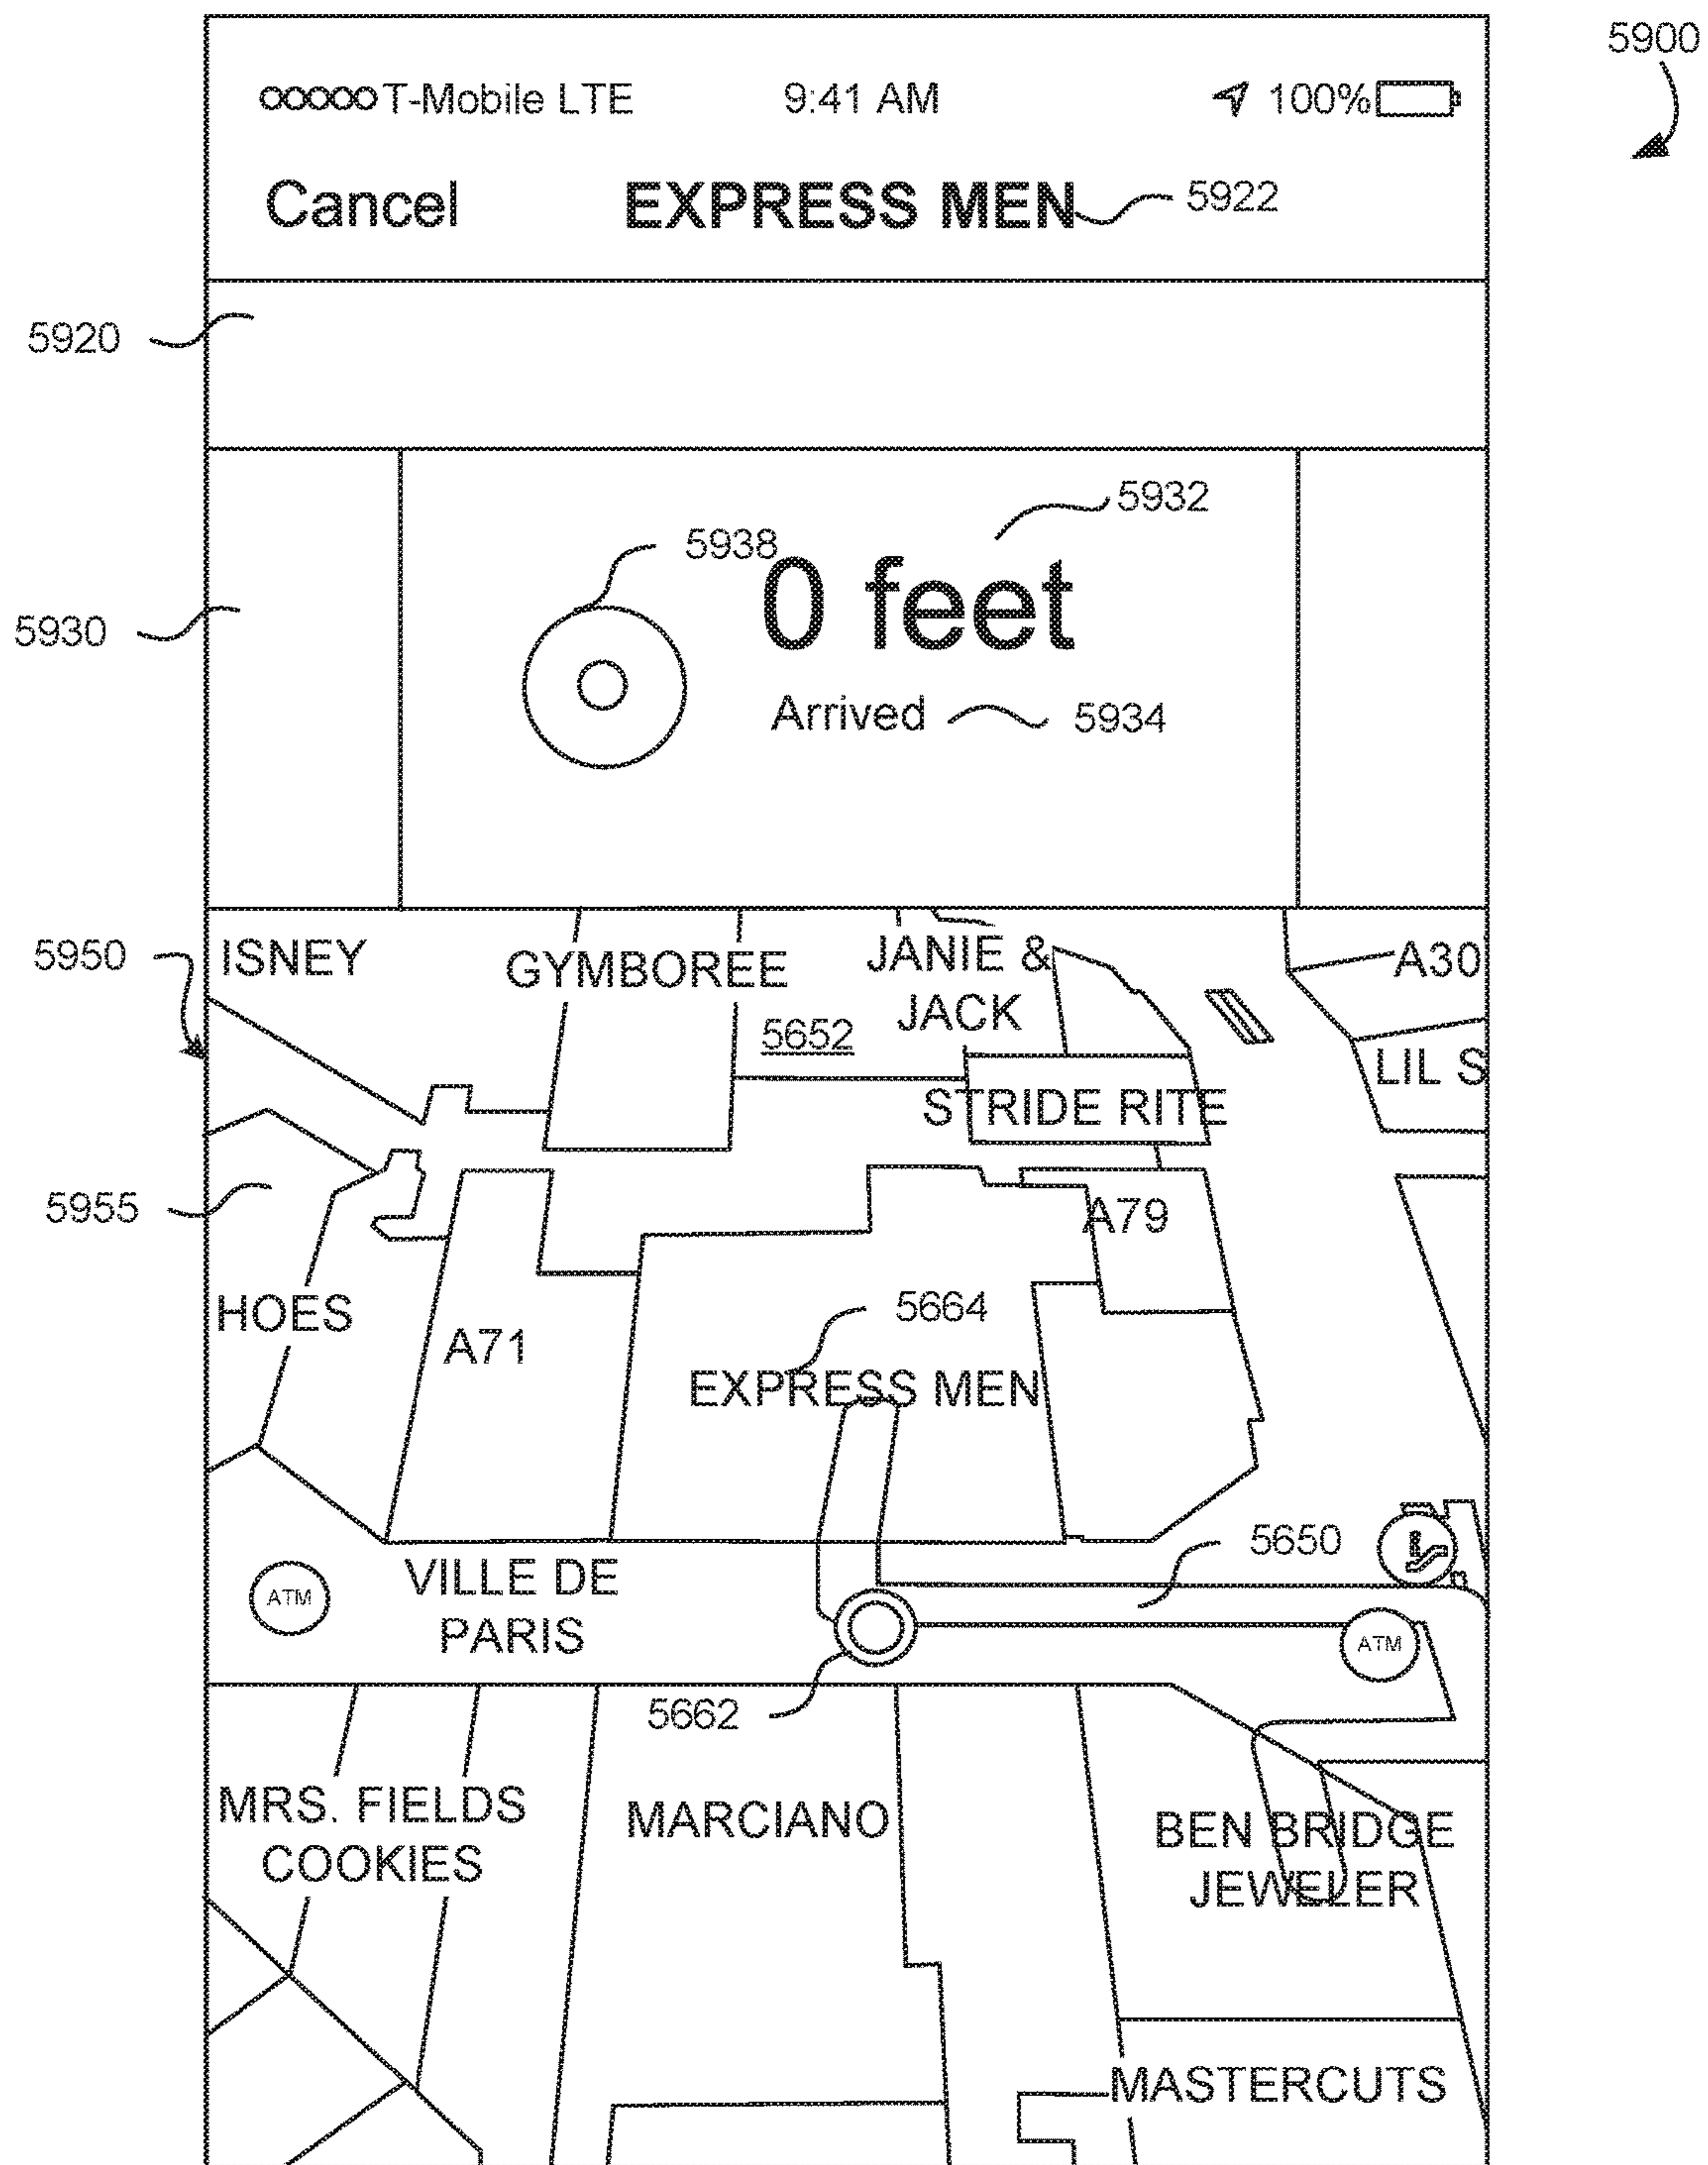 5900
T-Mobile LTE 9:41 AM 100%
Cancel EXPRESS MEN 5922
5920
5932
5938 0 feet
5930
Arrived 5934
5950 ISNEY GYMBOREE JANIE & A30
JACK
5652
LIL S
STRIDE RITE
5955 A79
HOES 5664
A71
EXPRESS MEN
5650
ATM VILLE DE
PARIS ATM
5662
MRS. FIELDS
COOKIES
MARCIANO
BEN BRIDGE
JEWELER
MASTERCUTS